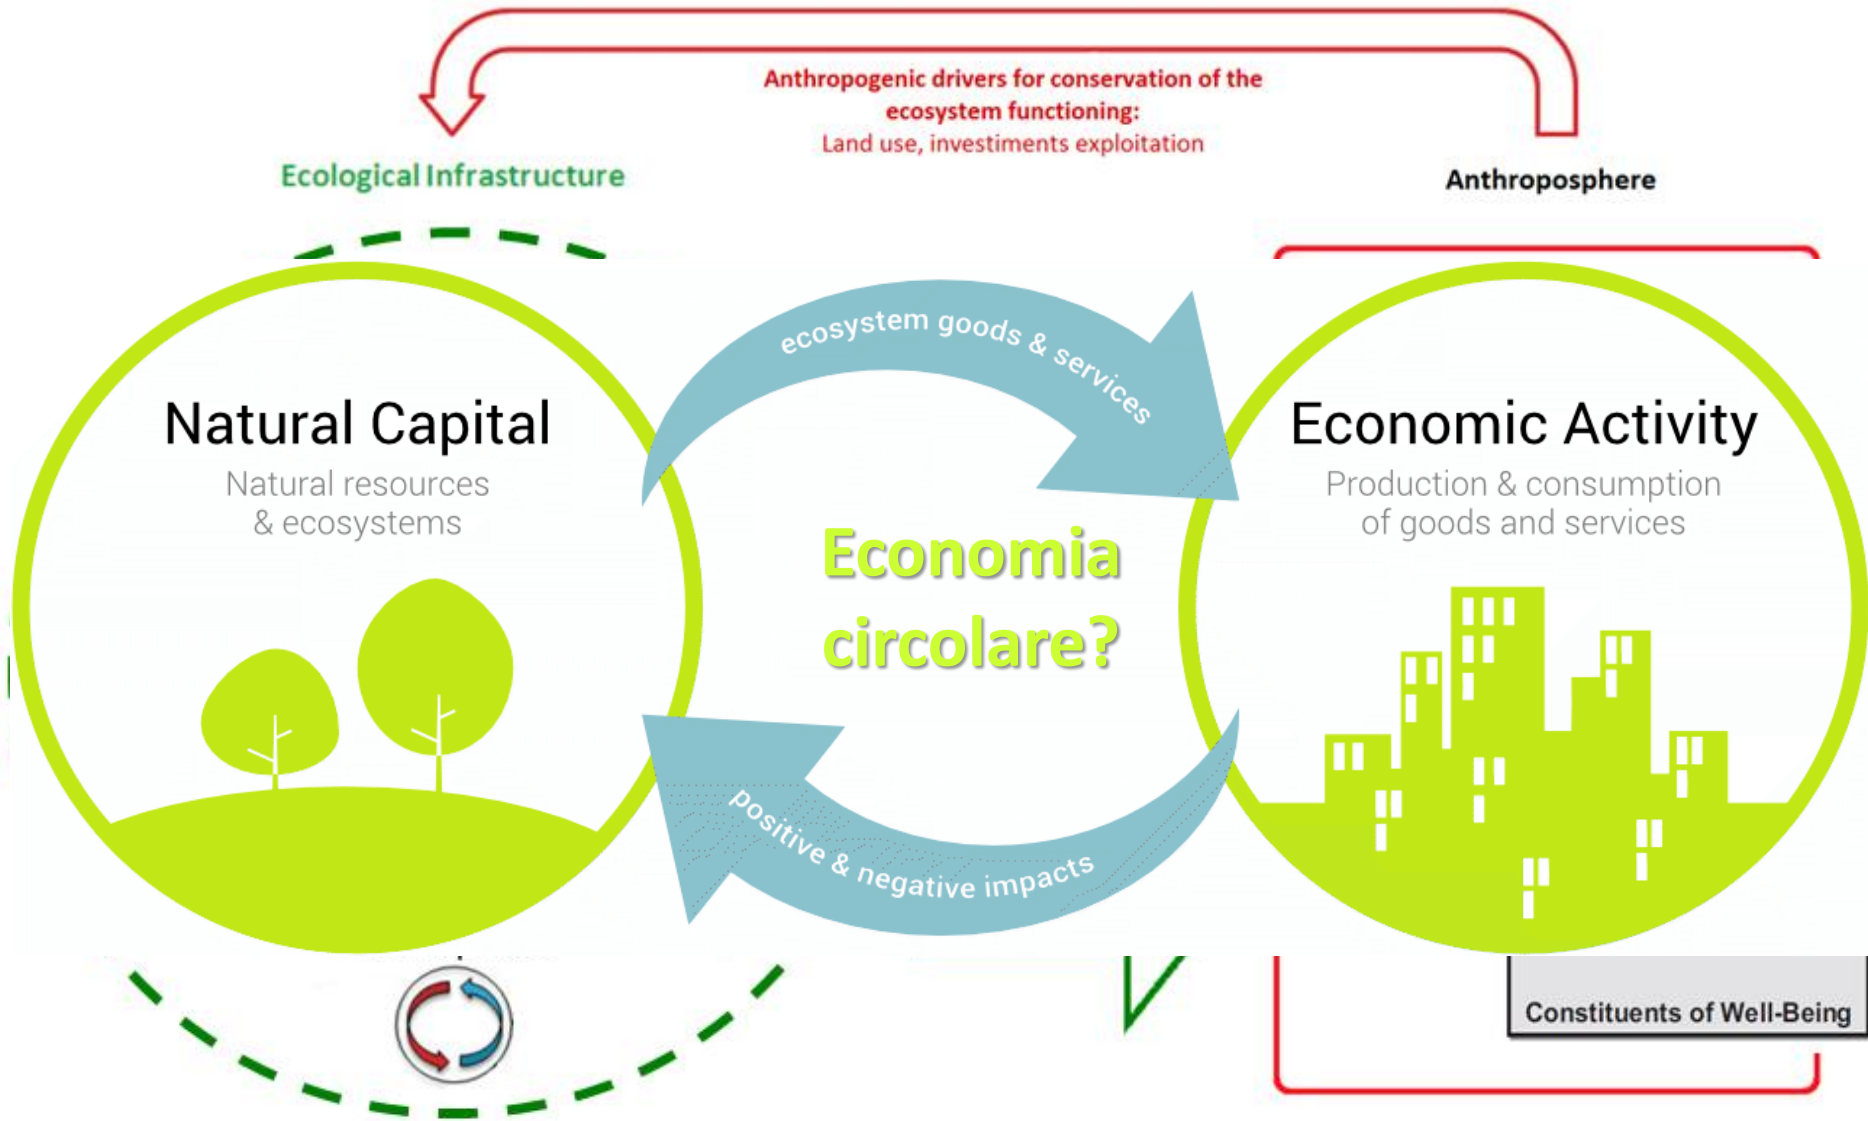 Anthropogenic drivers for conservation of the
ecosystem functioning:
Land use, investiments exploitation
Ecological Infrastructure
Anthroposphere
ecosystem goods & services
Natural Capital
Natural resources
& ecosystems
Economic Activity
Production & consumption
of goods and services
Economia
circolare?
positive & negative impacts
Constituents of Well-Being